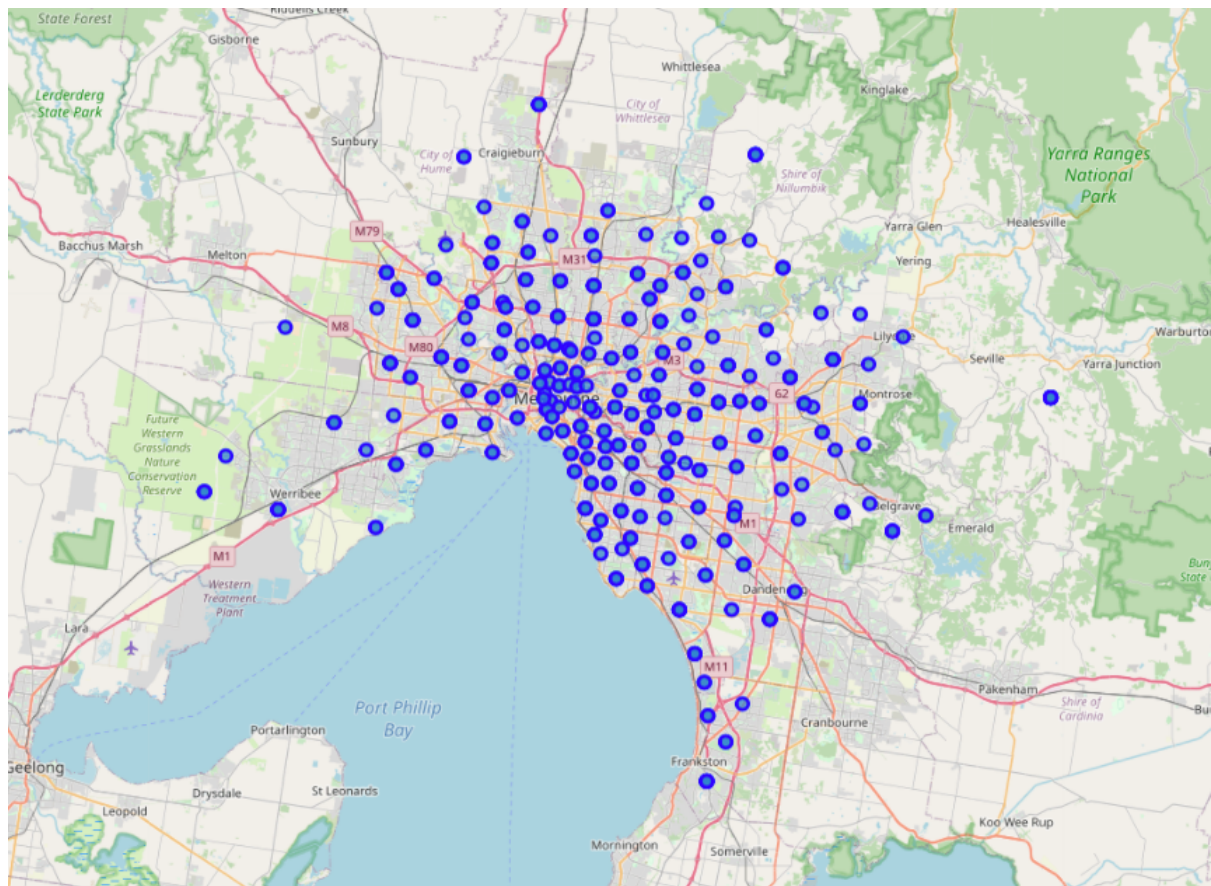 State Forest
Riddells Creek
Gisborne
Whittlesea
Kinglake
Lerderderg
State Park
City of
Whittlesea
Sunbury
City of
Hume
Craigieburn
Yarra Ranges
National
Park
Shire of
Nillumbik
Healesville
Yarra Glen
M79
Bacchus Marsh
Melton
M31
Yering
M8
M80
Warburton
Seville
Yarra Junction
M3
62
Montrose
Future
Western
Grasslands
Nature
Conservation
Reserve
Werribee
M1
M1
Emerald
Western
Treatment
Plant
Lara
M11
Pakenham
Shire of
Cardinia
Port Phillip
Bay
Portarlington
Cranbourne
Frankston
Geelong
Drysdale
St Leonards
Leopold
Koo Wee Rup
Mornington
Somerville